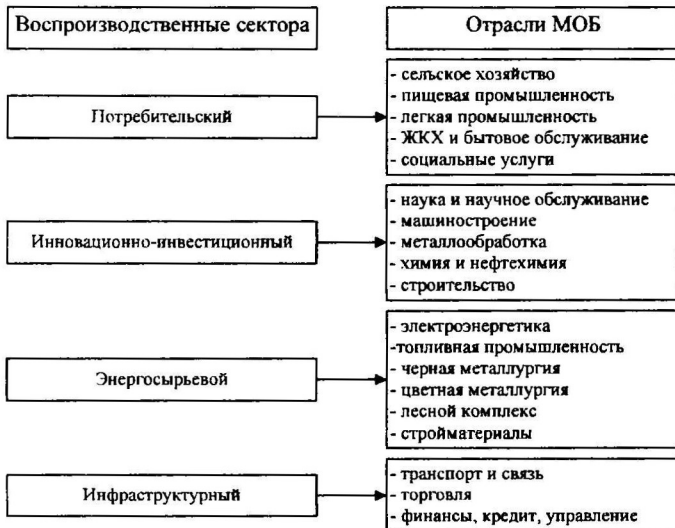 Воспроизводственные сектора
Отрасли МОБ
Потребительский
- сельское хозяйство
- пищевая промышленность
- легкая промышленность
- ЖКХ и бытовое обслуживание
- социальные услуги
Инновационно-инвестиционный
- наука и научное обслуживание
- машиностроение
- металлообработка
- химия и нефтехимия
- строительство
Энергосырьевой
- электроэнергетика
-топливная промышленность
- черная металлургия
- цветная металлургия
- лесной комплекс
- стройматериалы
Инфраструктурный
- транспорт и связь
- торговля
- финансы, кредит, управление